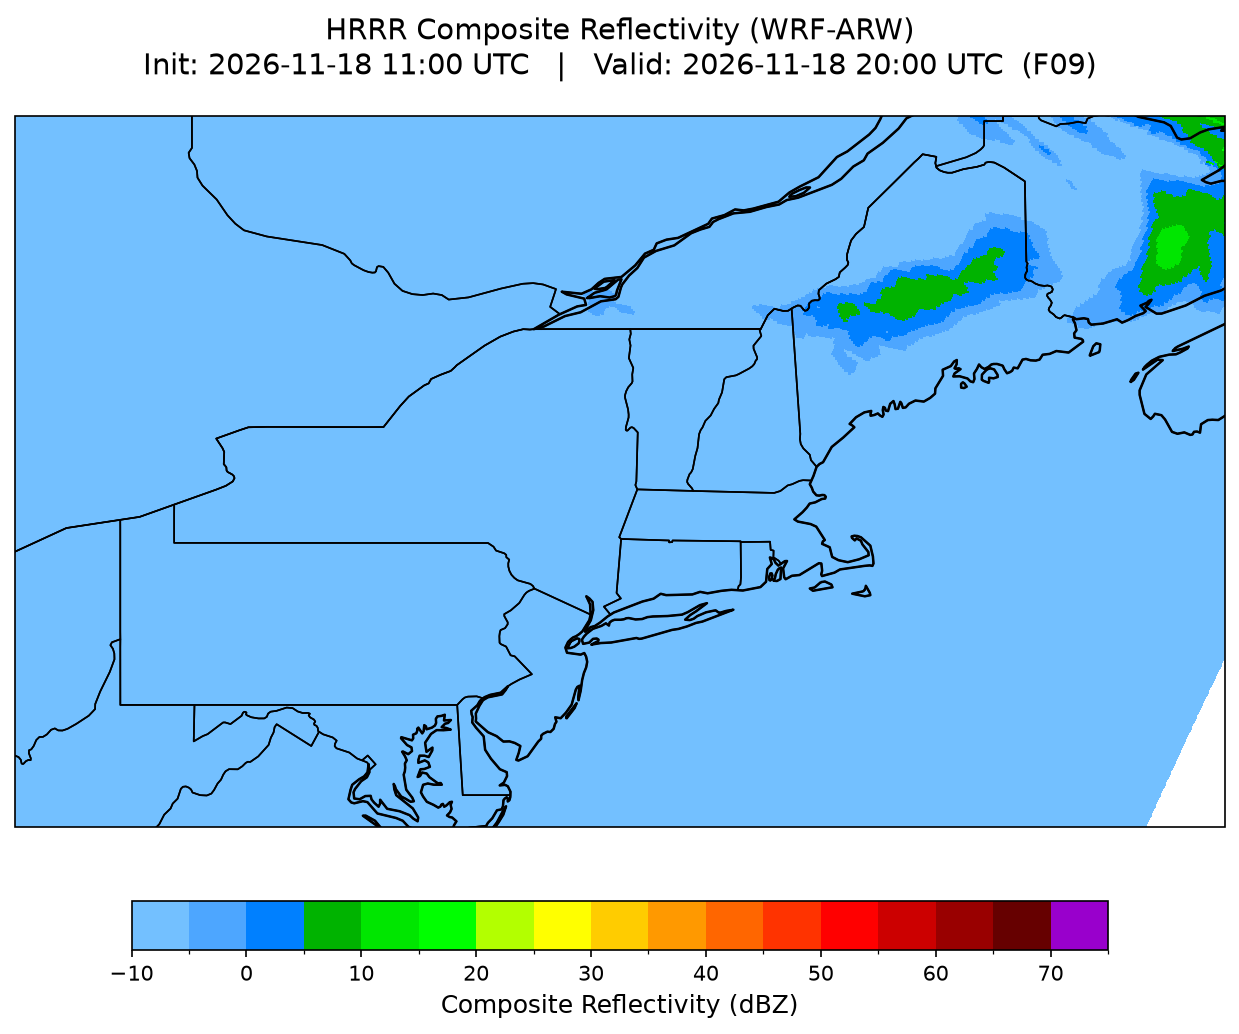 HRRR Composite Reflectivity (WRF-ARW)
Init: 2026-11-18 11:00 UTC   |   Valid: 2026-11-18 20:00 UTC  (F09)
−10 0 10 20 30 40 50 60 70
Composite Reflectivity (dBZ)